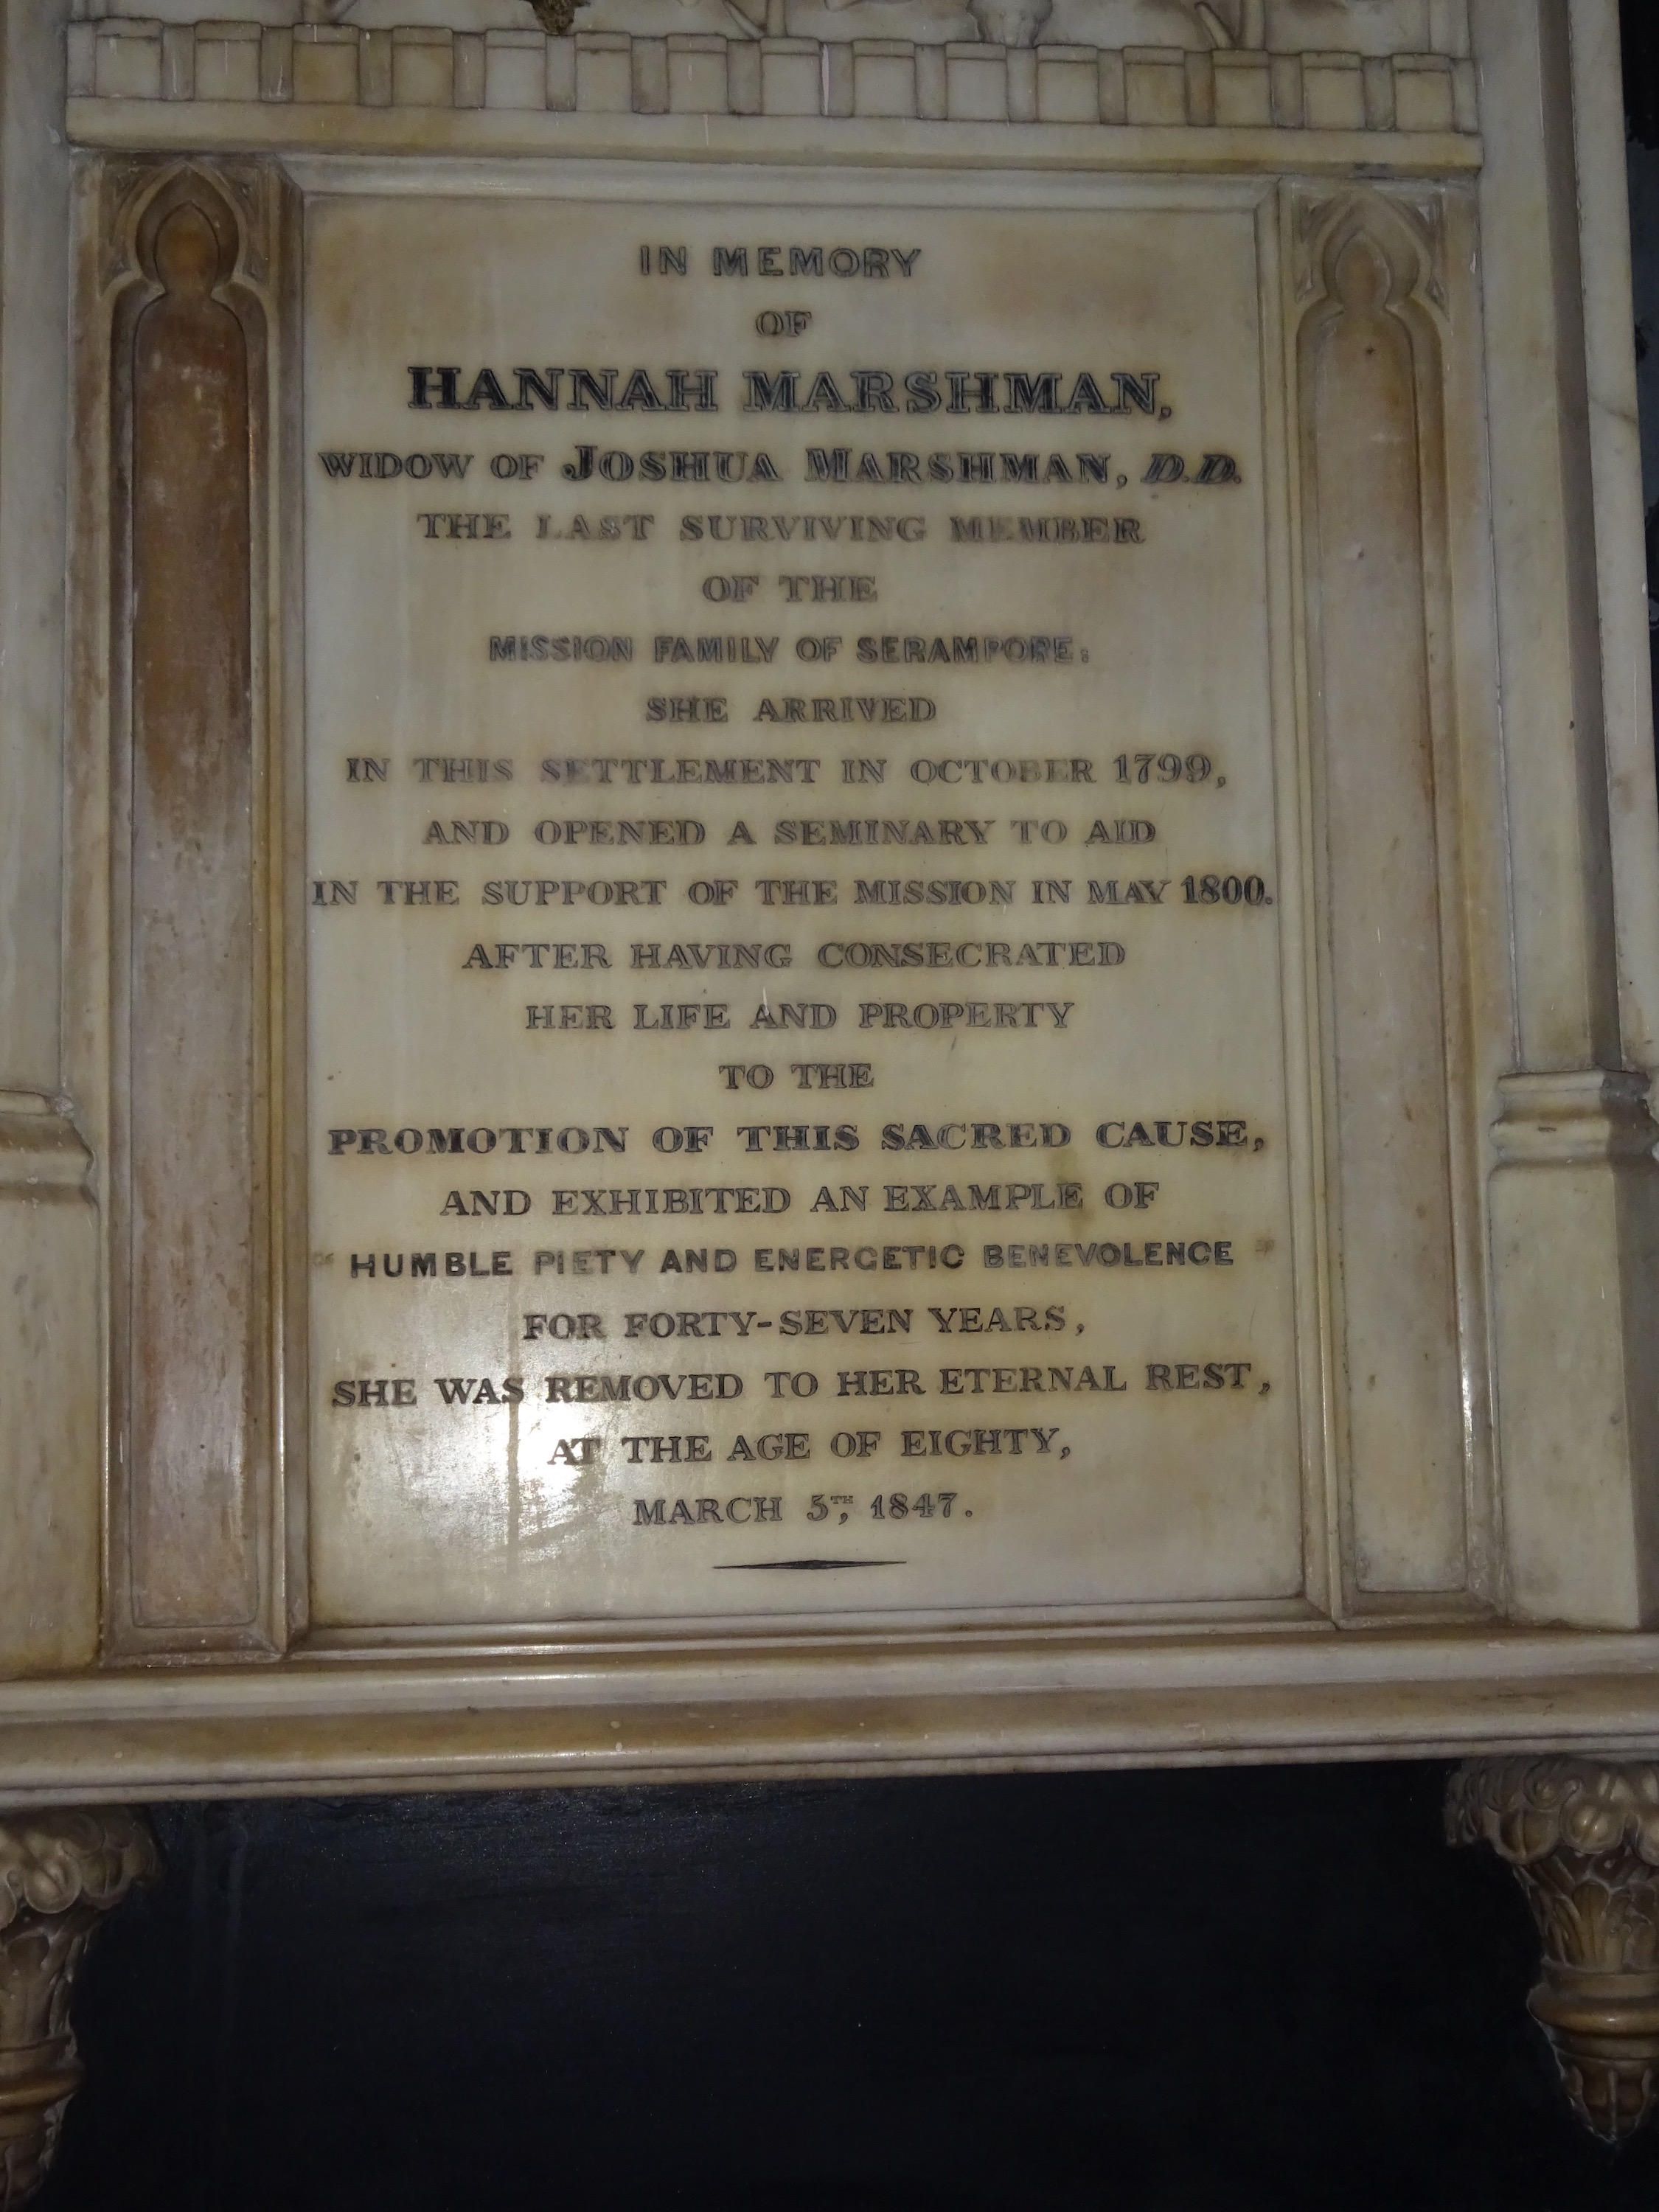 IN MEMORY
OF
HANNAH MARSHMAN,
WIDOW OF JOSHUA MARSHMAN, D.D.
THE LAST SURVIVING MEMBER
OF THE
MISSION FAMILY OF SERAMPORE:
SHE ARRIVED
IN THIS SETTLEMENT IN OCTOBER 1799,
AND OPENED A SEMINARY TO AID
IN THE SUPPORT OF THE MISSION IN MAY 1800.
AFTER HAVING CONSECRATED
HER LIFE AND PROPERTY
TO THE
PROMOTION OF THIS SACRED CAUSE,
AND EXHIBITED AN EXAMPLE OF
HUMBLE PIETY AND ENERGETIC BENEVOLENCE
FOR FORTY-SEVEN YEARS,
SHE WAS REMOVED TO HER ETERNAL REST,
AT THE AGE OF EIGHTY,
MARCH 5TH, 1847.